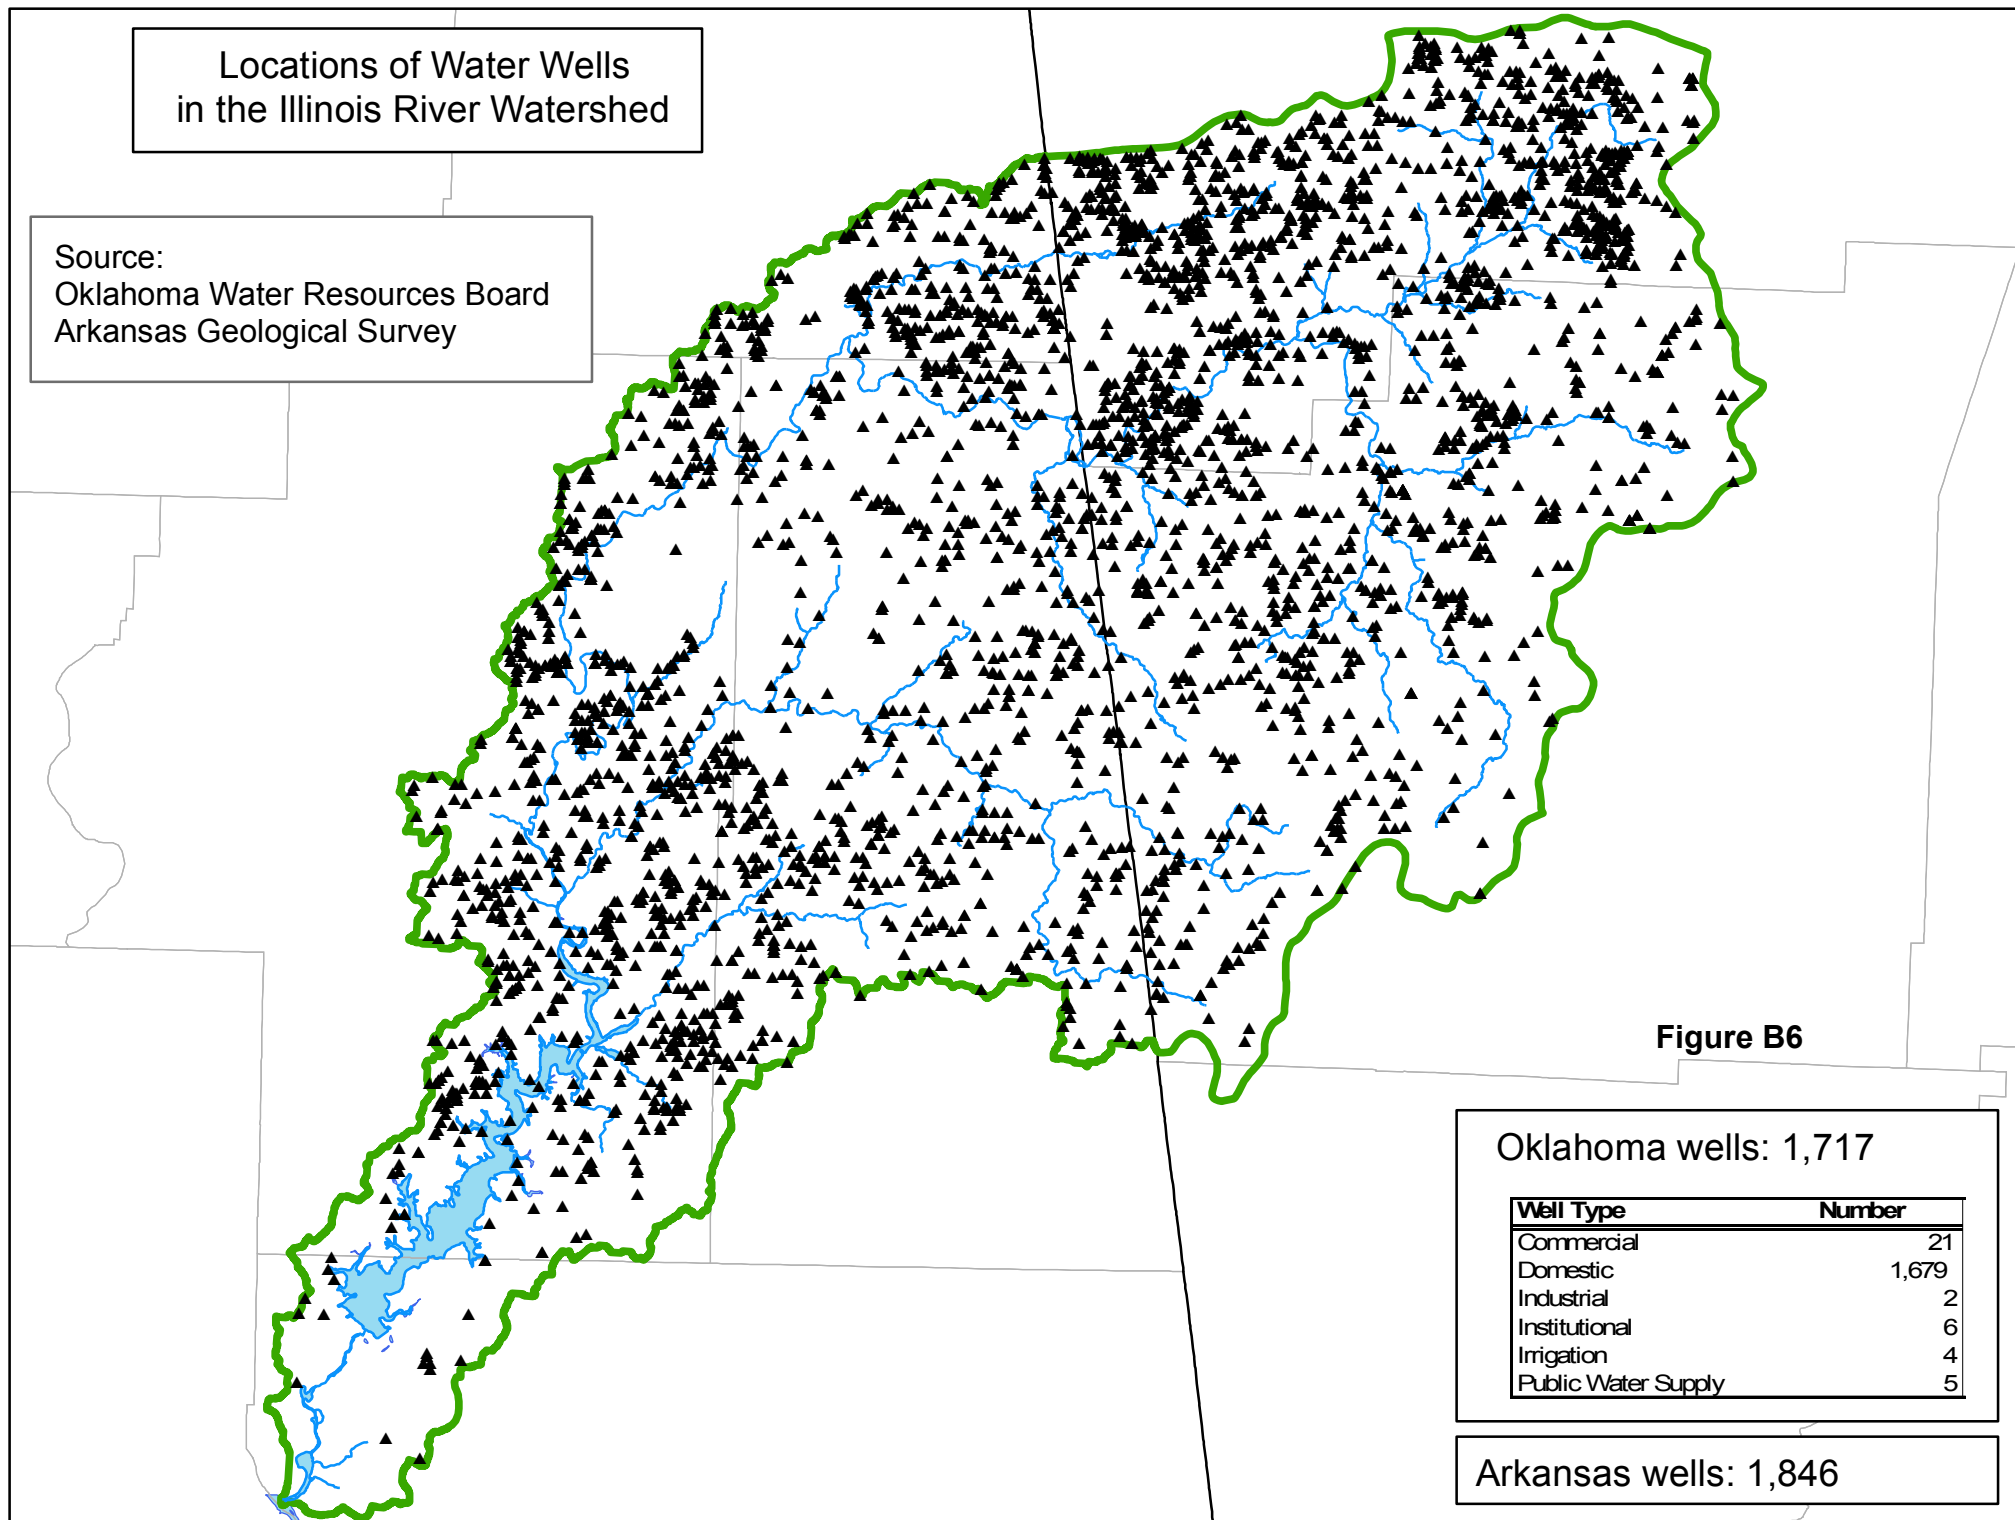 Locations of Water Wells
in the Illinois River Watershed
Source:
Oklahoma Water Resources Board
Arkansas Geological Survey
Figure B6
Oklahoma wells: 1,717
Well Type Number
Commercial 21
Domestic 1,679
Industrial 2
Institutional 6
Irrigation 4
Public Water Supply 5
Arkansas wells: 1,846